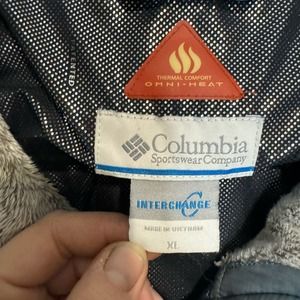 THERMAL COMFORT
OMNI-HEAT
Columbia
Sportswear Company
INTERCHANGE
MADE IN VIETNAM
XL